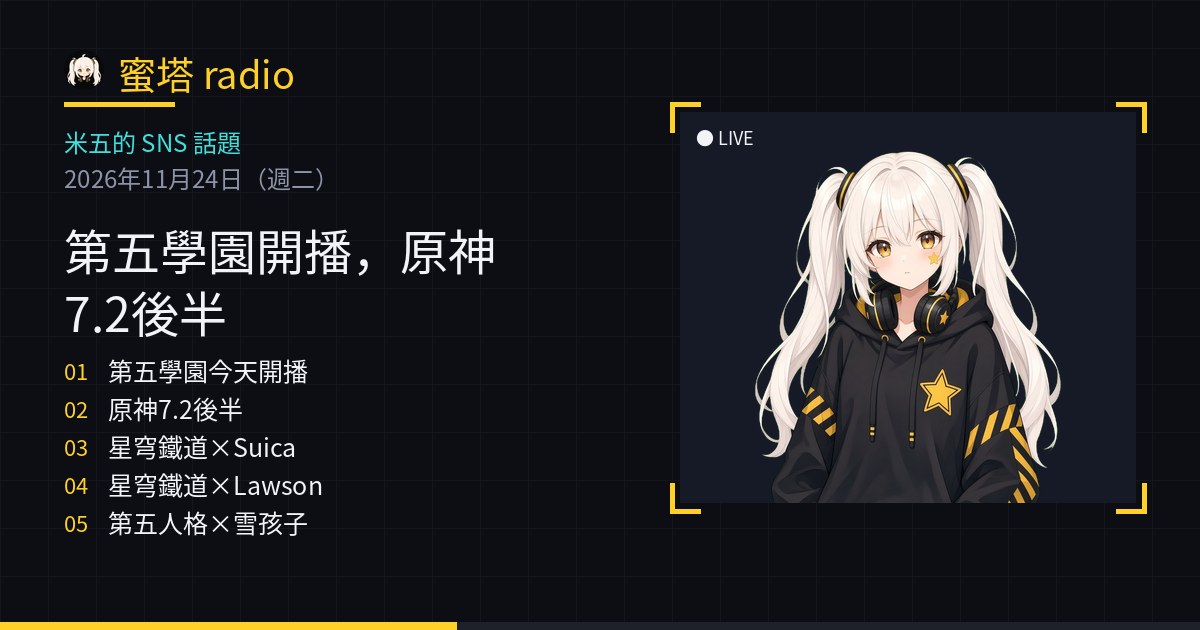 蜜塔 radio
米五的 SNS 話題
2026年11月24日（週二）
第五學園開播，原神
7.2後半
01 第五學園今天開播
02 原神7.2後半
03 星穹鐵道×Suica
04 星穹鐵道×Lawson
05 第五人格×雪孩子
LIVE